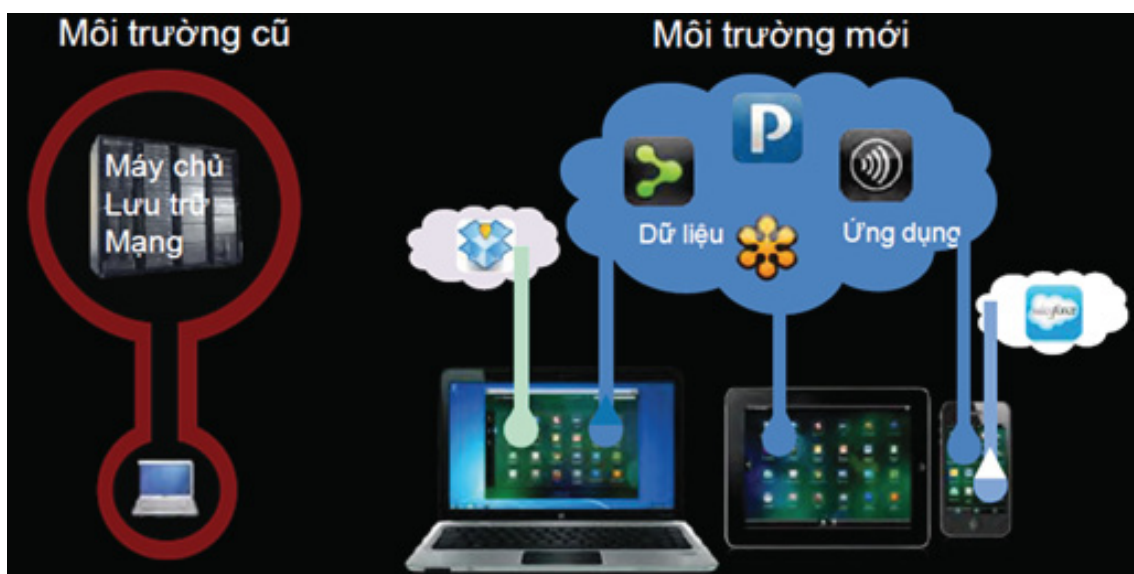 Môi trường cũ
Môi trường mới
Máy chủ
Lưu trữ
Mạng
Dữ liệu
Ứng dụng